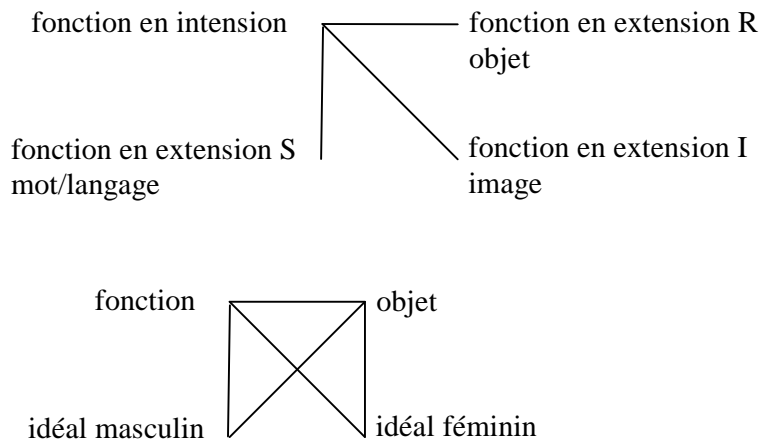 fonction en intension
fonction en extension R
objet
fonction en extension S
mot/langage
fonction en extension I
image
fonction
objet
idéal masculin
idéal féminin